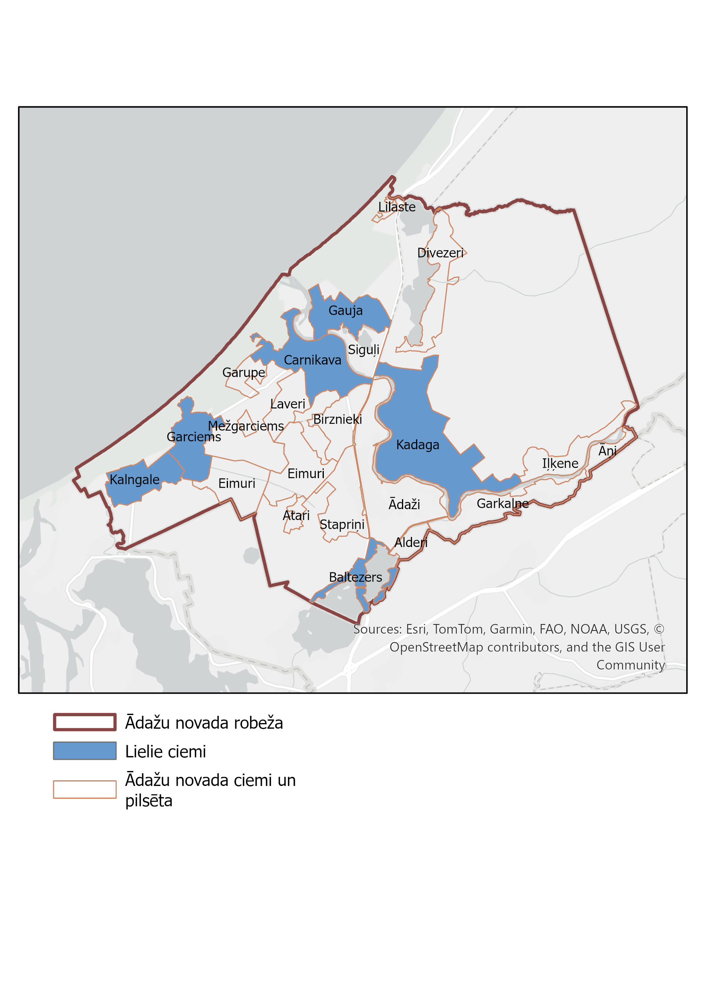 Lilaste
Divezeri
Gauja
Siguļi
Carnikava
Garupe
Laveri
Birznieki
Mežgarciems
Garciems
Kadaga
Āņi
Iļķene
Eimuri
Kalngale
Eimuri
Ādaži
Garkalne
Atari
Stapriņi
Alderi
Baltezers
Sources: Esri, TomTom, Garmin, FAO, NOAA, USGS, ©
OpenStreetMap contributors, and the GIS User
Community
Ādažu novada robeža
Lielie ciemi
Ādažu novada ciemi un
pilsēta